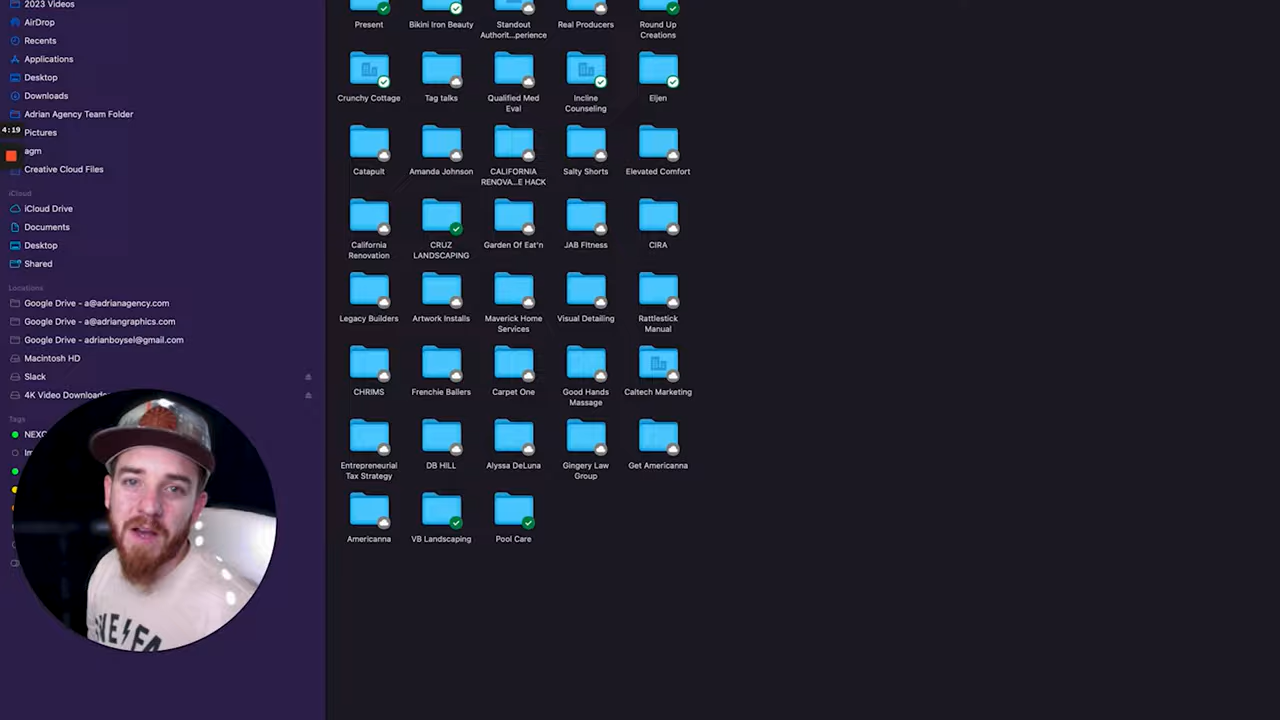 2023 Videos
AirDrop
Recents
Applications
Desktop
Downloads
Adrian Agency Team Folder
4:19
Pictures
agm
Creative Cloud Files
iCloud
iCloud Drive
Documents
Desktop
Shared
Locations
Google Drive - a@adrianagency.com
Google Drive - a@adriangraphics.com
Google Drive - adrianboysel@gmail.com
Macintosh HD
Slack
4K Video Downloade
Tags
Present
Bikini Iron Beauty
Standout
Authorit...perience
Real Producers
Round Up
Creations
Crunchy Cottage
Tag talks
Qualified Med
Eval
Incline
Counseling
Eljen
Catapult
Amanda Johnson
CALIFORNIA
RENOVA...E HACK
Salty Shorts
Elevated Comfort
California
Renovation
CRUZ
LANDSCAPING
Garden Of Eat'n
JAB FItness
CIRA
Legacy Builders
Artwork Installs
Maverick Home
Services
Visual Detailing
Rattlestick
Manual
CHRIMS
Frenchie Ballers
Carpet One
Good Hands
Massage
Caltech Marketing
Entrepreneurial
Tax Strategy
DB HILL
Alyssa DeLuna
Gingery Law
Group
Get Americanna
Americanna
VB Landscaping
Pool Care